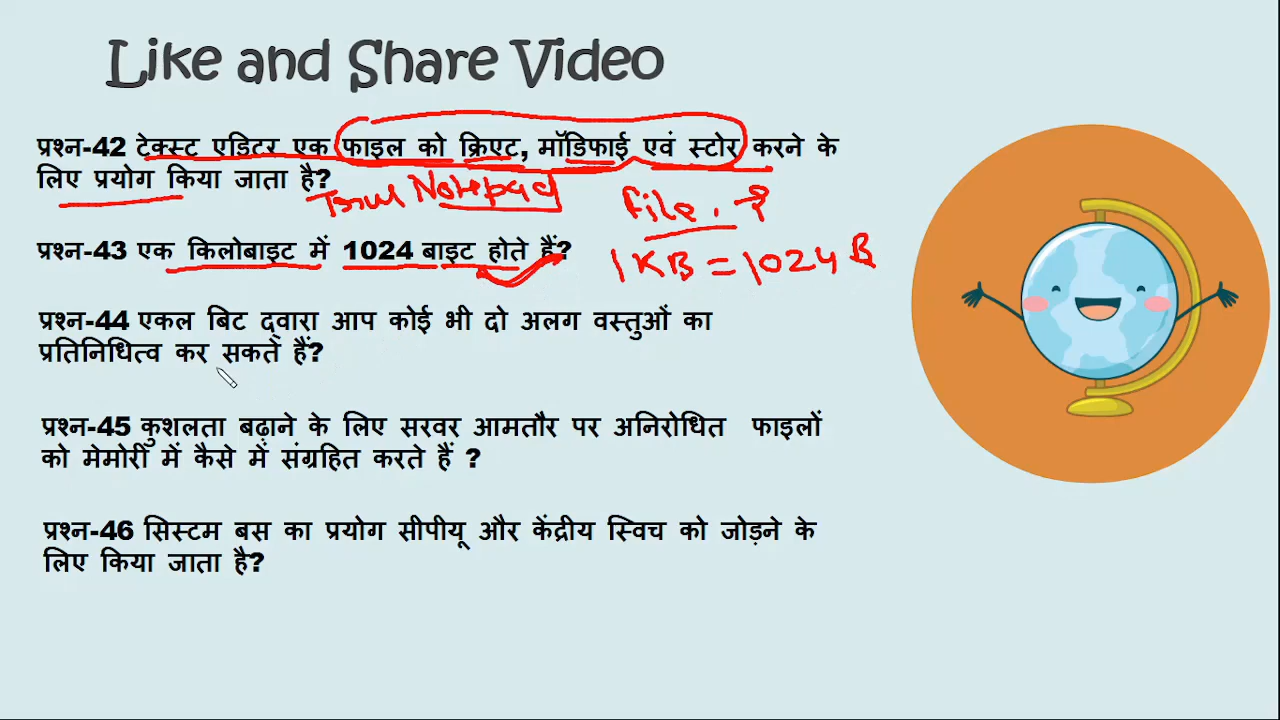 Like and Share Video
प्रश्न-42 टेक्स्ट एडिटर एक फाइल को क्रिएट, मॉडिफाई एवं स्टोर करने के
लिए प्रयोग किया जाता है?
Notepad
File.
प्रश्न-43 एक किलोबाइट में 1024 बाइट होते हैं?
1KB = 1024 B
प्रश्न-44 एकल बिट द्वारा आप कोई भी दो अलग वस्तुओं का
प्रतिनिधित्व कर सकते हैं?
प्रश्न-45 कुशलता बढ़ाने के लिए सरवर आमतौर पर अनिरोधित फाइलों
को मेमोरी में कैसे में संग्रहित करते हैं ?
प्रश्न-46 सिस्टम बस का प्रयोग सीपीयू और केंद्रीय स्विच को जोड़ने के
लिए किया जाता है?